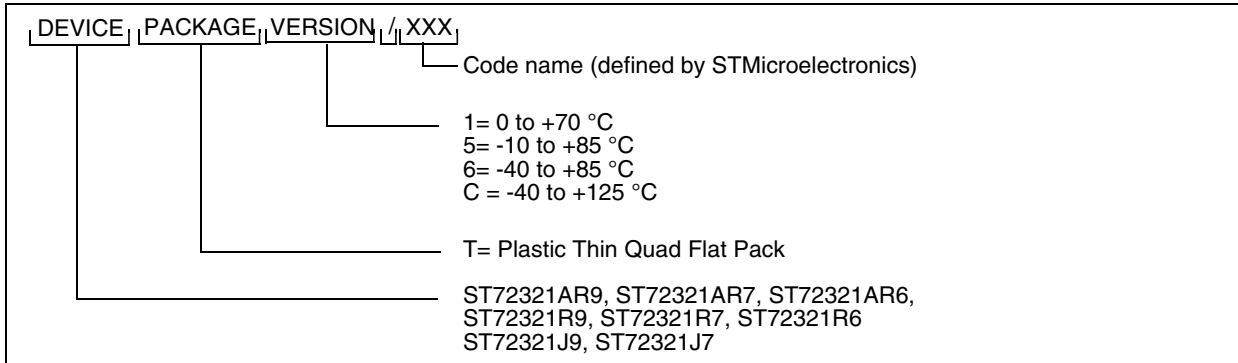 DEVICE PACKAGE VERSION / XXX
Code name (defined by STMicroelectronics)
1= 0 to +70 °C
5= -10 to +85 °C
6= -40 to +85 °C
C = -40 to +125 °C
T= Plastic Thin Quad Flat Pack
ST72321AR9, ST72321AR7, ST72321AR6,
ST72321R9, ST72321R7, ST72321R6
ST72321J9, ST72321J7